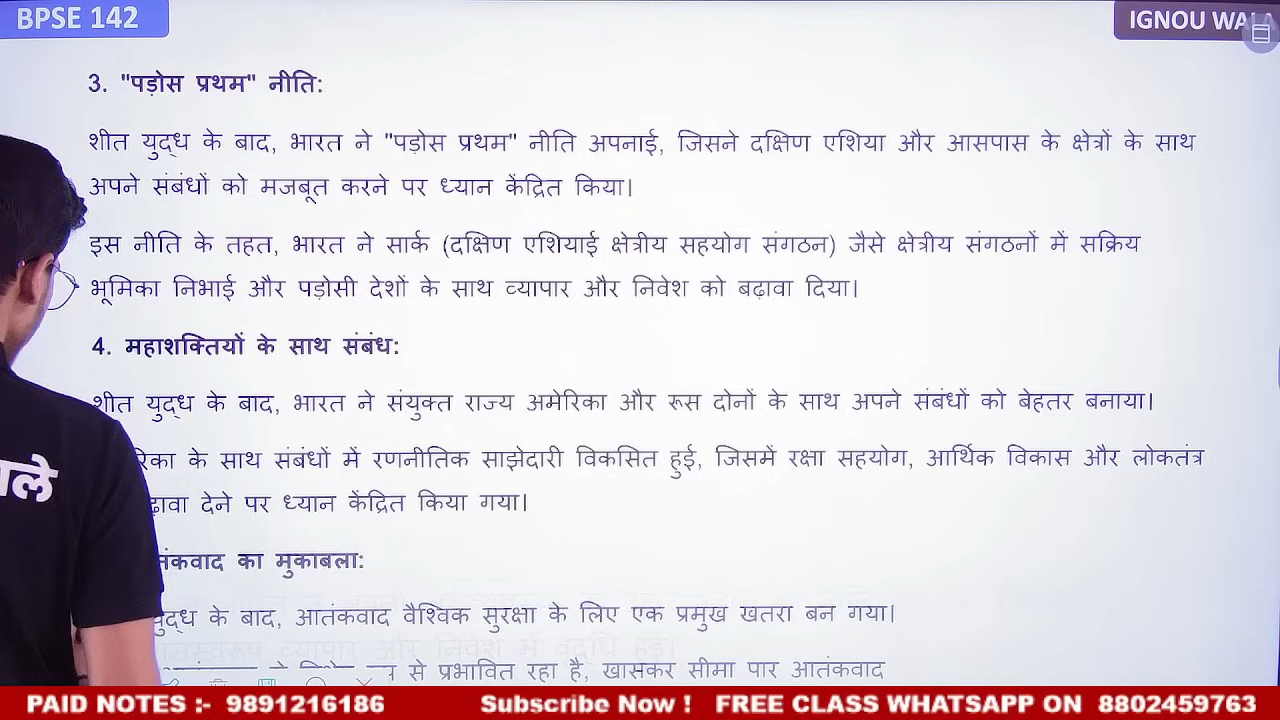 BPSE 142
IGNOU WALA
3. "पड़ोस प्रथम" नीति:
शीत युद्ध के बाद, भारत ने "पड़ोस प्रथम" नीति अपनाई, जिसने दक्षिण एशिया और आसपास के क्षेत्रों के साथ
अपने संबंधों को मजबूत करने पर ध्यान केंद्रित किया।
इस नीति के तहत, भारत ने सार्क (दक्षिण एशियाई क्षेत्रीय सहयोग संगठन) जैसे क्षेत्रीय संगठनों में सक्रिय
भूमिका निभाई और पड़ोसी देशों के साथ व्यापार और निवेश को बढ़ावा दिया।
4. महाशक्तियों के साथ संबंध:
शीत युद्ध के बाद, भारत ने संयुक्त राज्य अमेरिका और रूस दोनों के साथ अपने संबंधों को बेहतर बनाया।
रिका के साथ संबंधों में रणनीतिक साझेदारी विकसित हुई, जिसमें रक्षा सहयोग, आर्थिक विकास और लोकतंत्र
ढ़ावा देने पर ध्यान केंद्रित किया गया।
तंकवाद का मुकाबला:
युद्ध के बाद, आतंकवाद वैश्विक सुरक्षा के लिए एक प्रमुख खतरा बन गया।
से प्रभावित रहा है, खासकर सीमा पार आतंकवाद
वाले
PAID NOTES :- 9891216186 Subscribe Now ! FREE CLASS WHATSAPP ON 8802459763